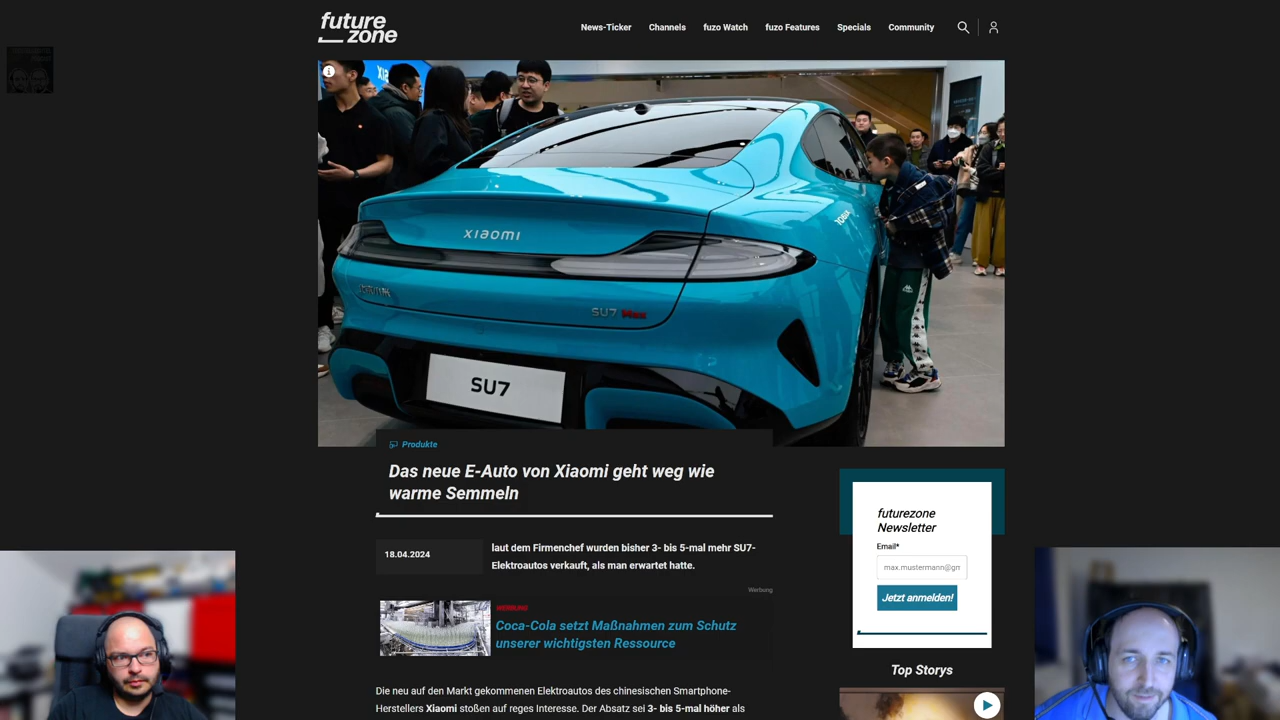 future
zone
News-Ticker Channels fuzo Watch fuzo Features Specials Community
xiaomi
SU7 Max
SU7
Produkte
Das neue E-Auto von Xiaomi geht weg wie
warme Semmeln
18.04.2024
laut dem Firmenchef wurden bisher 3- bis 5-mal mehr SU7-
Elektroautos verkauft, als man erwartet hatte.
Werbung
WERBUNG
Coca-Cola setzt Maßnahmen zum Schutz
unserer wichtigsten Ressource
Die neu auf den Markt gekommenen Elektroautos des chinesischen Smartphone-
Herstellers Xiaomi stoßen auf reges Interesse. Der Absatz sei 3- bis 5-mal höher als
futurezone
Newsletter
Email*
max.mustermann@gm
Jetzt anmelden!
Top Storys